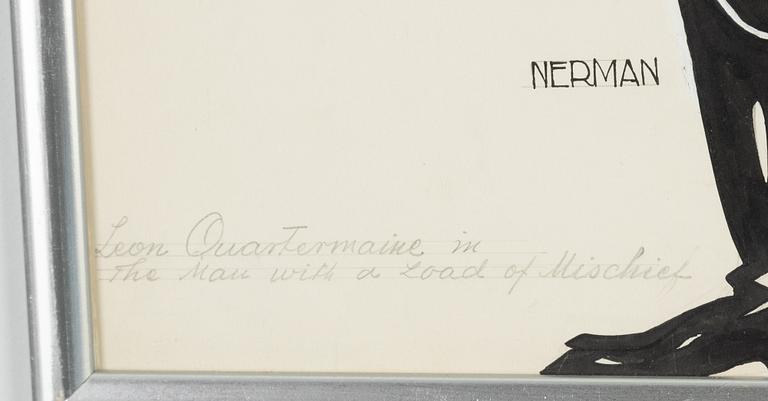 NERMAN
Leon Quartermaine in
The Man with a Load of Mischief